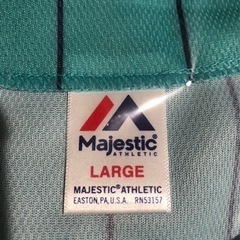 Majestic
ATHLETIC
LARGE
MAJESTIC® ATHLETIC
EASTON, PA, U.S.A. RN53157